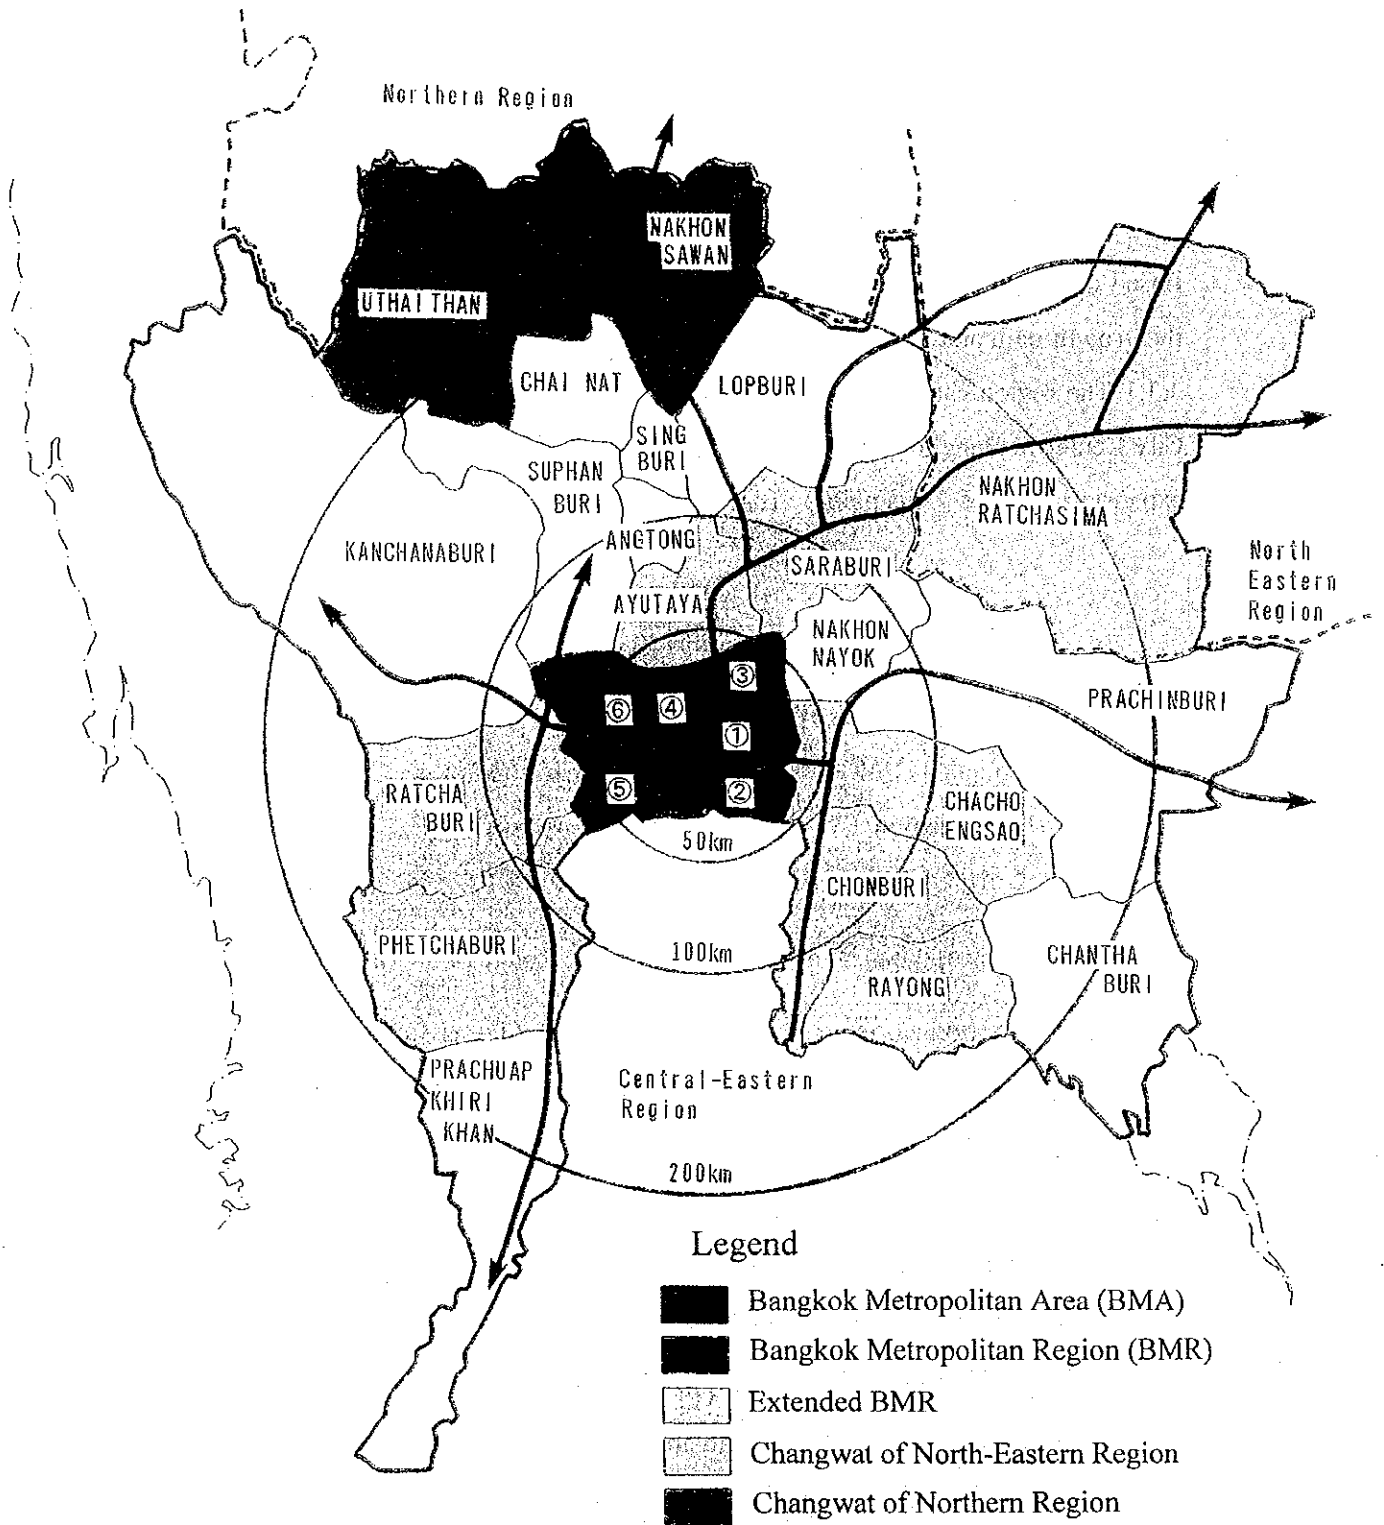 Northern Region
NAKHON
SAWAN
UTHAITHAN
CHAI NAT
LOPBURI
SING
BURI
SUPHAN
BURI
NAKHON
RATCHASIMA
KANCHANABURI
ANGTONG
SARABURI
North
Eastern
Region
AYUTAYA
NAKHON
NAYOK
③
PRACHINBURI
⑥
④
①
RATCHA
BURI
⑤
②
CHACHO
ENGSAO
50km
CHONBURI
PHETCHABURI
100km
CHANTHA
BURI
RAYONG
PRACHUAP
KHIRI
KHAN
Central-Eastern
Region
200km
Legend
Bangkok Metropolitan Area (BMA)
Bangkok Metropolitan Region (BMR)
Extended BMR
Changwat of North-Eastern Region
Changwat of Northern Region